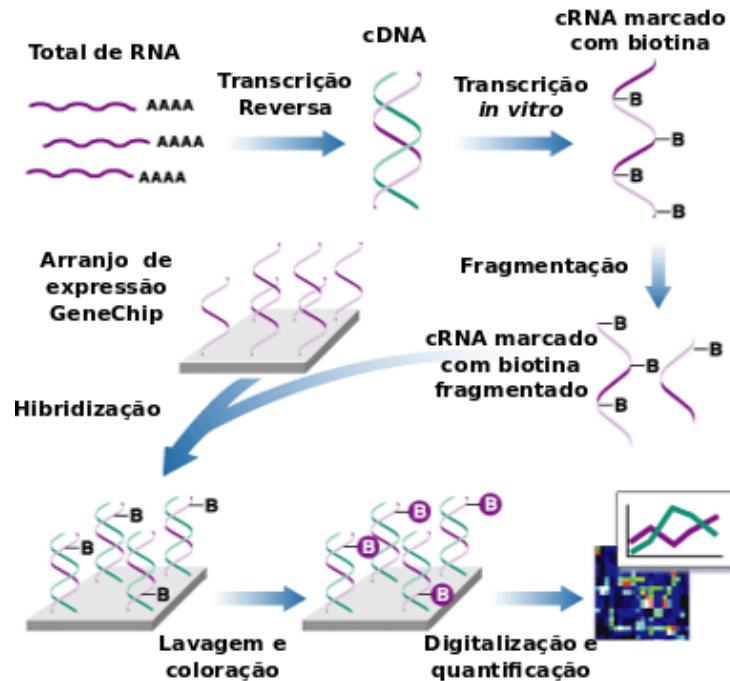 Total de RNA
AAAA
AAAA
AAAA
Transcrição
Reversa
cDNA
Transcrição
in vitro
cRNA marcado
com biotina
B
B
B
B
Fragmentação
Arranjo de
expressão
GeneChip
cRNA marcado
com biotina
fragmentado
B
B
B
B
Hibridização
B
B
B
B
Lavagem e
coloração
B
B
B
B
Digitalização e
quantificação